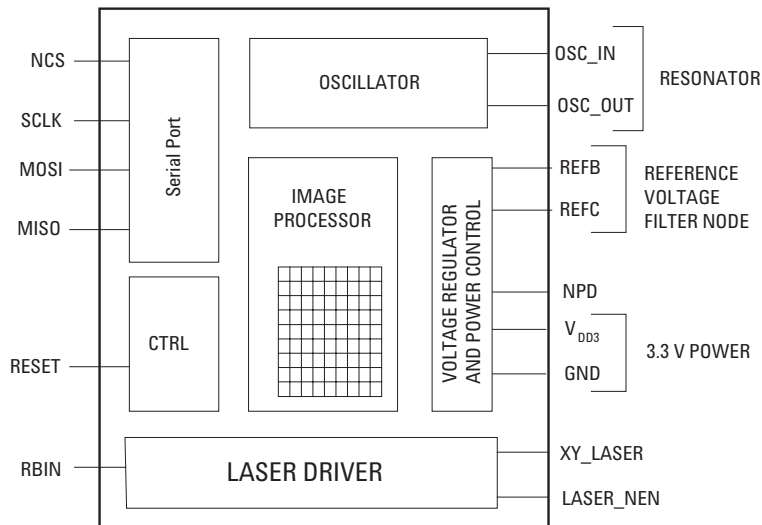 NCS
SCLK
MOSI
MISO
RESET
RBIN
Serial Port
CTRL
OSCILLATOR
IMAGE
PROCESSOR
VOLTAGE REGULATOR
AND POWER CONTROL
LASER DRIVER
OSC_IN
OSC_OUT
RESONATOR
REFB
REFC
REFERENCE
VOLTAGE
FILTER NODE
NPD
VDD3
GND
3.3 V POWER
XY_LASER
LASER_NEN